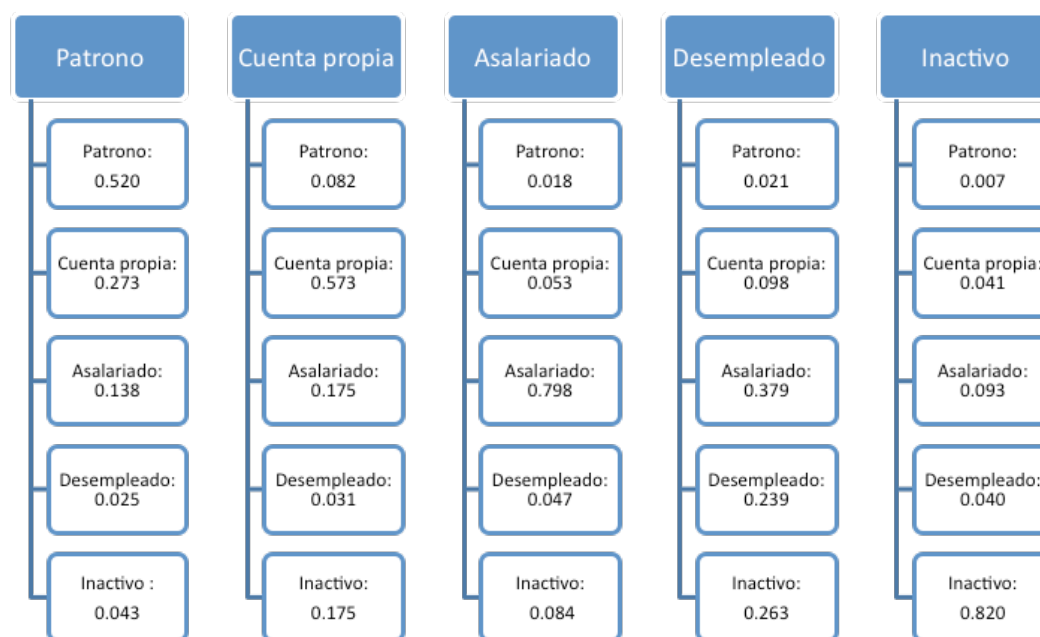 Patrono
Patrono:
0.520
Cuenta propia:
0.273
Asalariado:
0.138
Desempleado:
0.025
Inactivo :
0.043
Cuenta propia
Patrono:
0.082
Cuenta propia:
0.573
Asalariado:
0.175
Desempleado:
0.031
Inactivo:
0.175
Asalariado
Patrono:
0.018
Cuenta propia:
0.053
Asalariado:
0.798
Desempleado:
0.047
Inactivo:
0.084
Desempleado
Patrono:
0.021
Cuenta propia:
0.098
Asalariado:
0.379
Desempleado:
0.239
Inactivo:
0.263
Inactivo
Patrono:
0.007
Cuenta propia:
0.041
Asalariado:
0.093
Desempleado:
0.040
Inactivo:
0.820